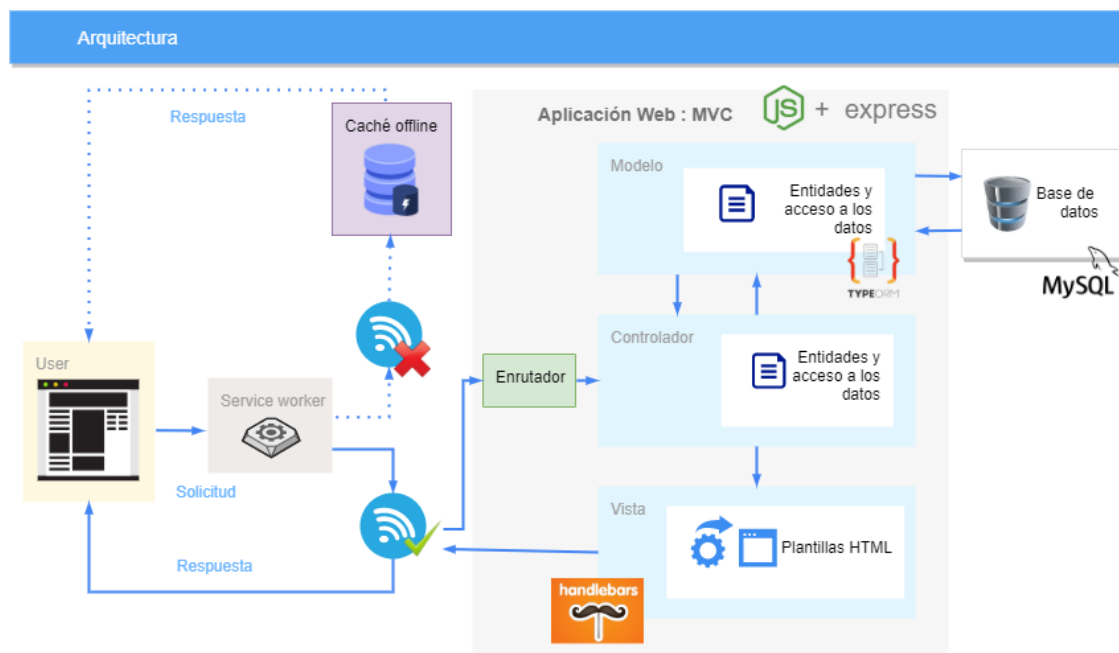 Arquitectura
Respuesta
Caché offline
Aplicación Web : MVC
JS + express
Modelo
Entidades y
acceso a los
datos
TYPEORM
Base de
datos
MySQL
Controlador
Entidades y
acceso a los
datos
Enrutador
User
Service worker
Solicitud
Respuesta
Vista
Plantillas HTML
handlebars